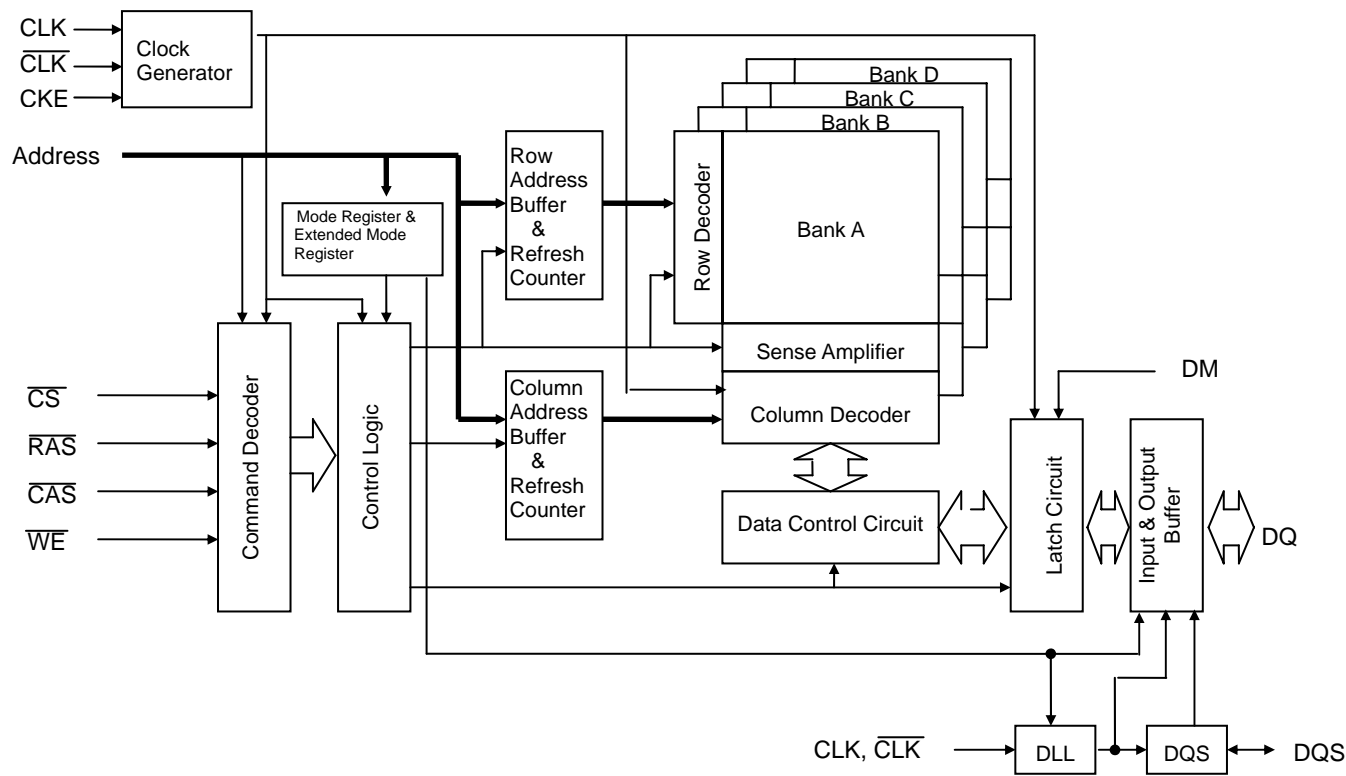 CLK
CLK
CKE
Clock
Generator
Address
Mode Register &
Extended Mode
Register
Row
Address
Buffer
&
Refresh
Counter
Row Decoder
Bank D
Bank C
Bank B
Bank A
Sense Amplifier
Column Decoder
CS
RAS
CAS
WE
Command Decoder
Control Logic
Column
Address
Buffer
&
Refresh
Counter
Data Control Circuit
DM
Latch Circuit
Input & Output
Buffer
DQ
CLK, CLK
DLL
DQS
DQS